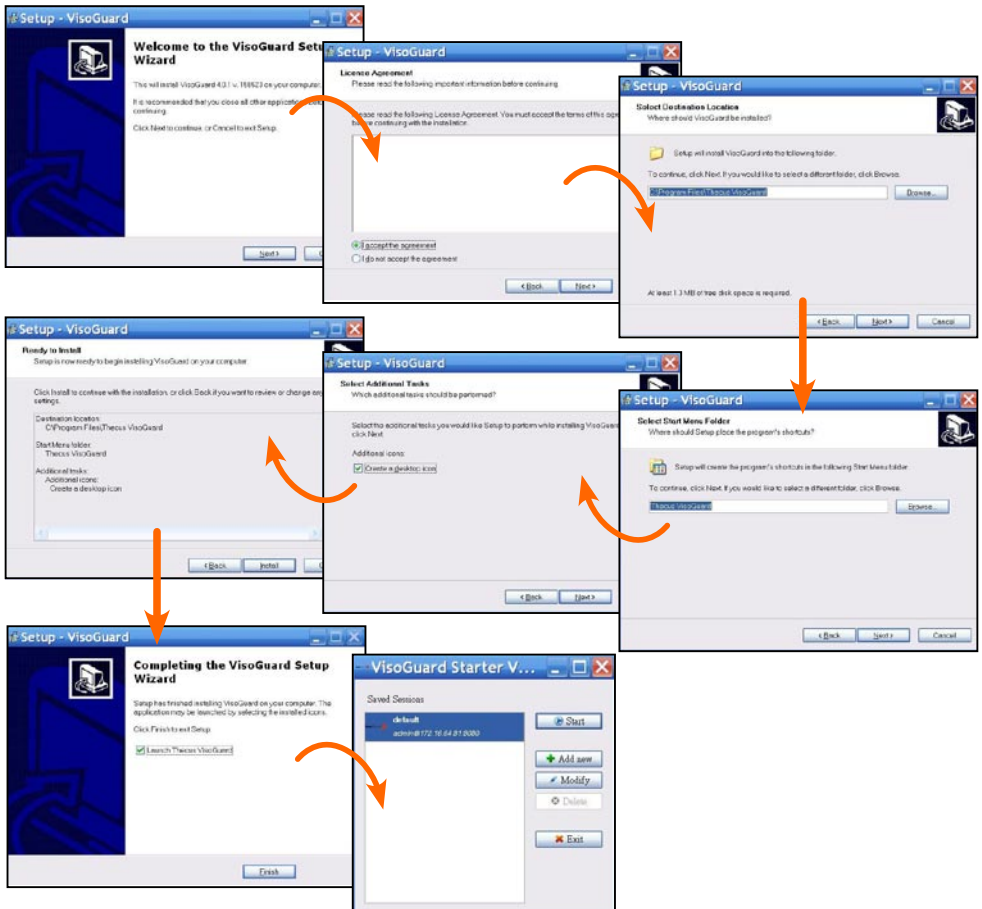 Setup - VisoGuard
Welcome to the VisoGuard Setu
Wizard
This will install VisoGuard 4.0.1 v. on your computer.
It is recommended that you close all other application
continuing.
Click Next to continue, or Cancel to exit Setup.
Next >
Setup - VisoGuard
License Agreement
Please read the following important information before continuing.
Please read the following License Agreement. You must accept the terms of this agre
before continuing with the installation.
I accept the agreement
I do not accept the agreement
< Back Next >
Setup - VisoGuard
Select Destination Location
Where should VisoGuard be installed?
Setup will install VisoGuard into the following folder.
To continue, click Next. If you would like to select a different folder, click Browse.
C:\Program Files\Thecus VisoGuard
Browse...
At least 1.3 MB of free disk space is required.
< Back Next > Cancel
Setup - VisoGuard
Select Start Menu Folder
Where should Setup place the program's shortcuts?
Setup will create the program's shortcuts in the following Start Menu folder.
To continue, click Next. If you would like to select a different folder, click Browse.
Thecus VisoGuard
Browse...
< Back Next > Cancel
Setup - VisoGuard
Select Additional Tasks
Which additional tasks should be performed?
Select the additional tasks you would like Setup to perform while installing VisoGuard
click Next.
Additional icons:
Create a desktop icon
< Back Next >
Setup - VisoGuard
Ready to Install
Setup is now ready to begin installing VisoGuard on your computer.
Click Install to continue with the installation, or click Back if you want to review or change any
settings.
Destination location:
C:\Program Files\Thecus VisoGuard
Start Menu folder:
Thecus VisoGuard
Additional tasks:
Additional icons:
Create a desktop icon
< Back Install
Setup - VisoGuard
Completing the VisoGuard Setup
Wizard
Setup has finished installing VisoGuard on your computer. The
application may be launched by selecting the installed icons.
Click Finish to exit Setup.
Launch Thecus VisoGuard
Finish
VisoGuard Starter V...
Saved Sessions
default
admin@172.16.64.81:8080
Start
Add new
Modify
Delete
Exit